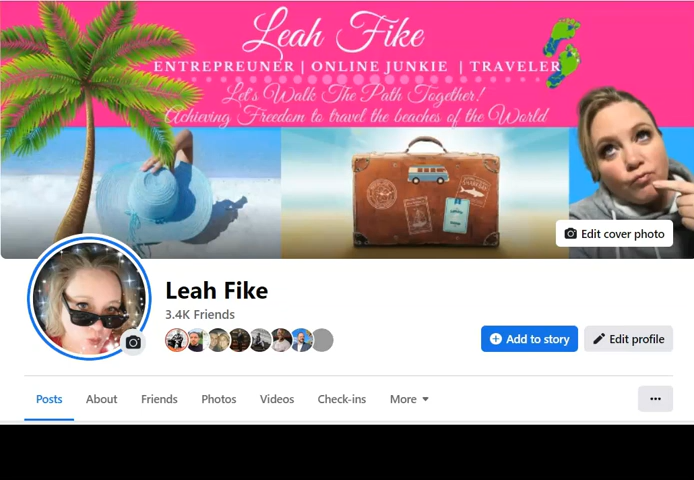 Leah Fike
ENTREPREUNER | ONLINE JUNKIE | TRAVELER
Let's Walk The Path Together!
Achieving Freedom to travel the beaches of the World
Edit cover photo
Leah Fike
3.4K Friends
Add to story
Edit profile
Posts
About
Friends
Photos
Videos
Check-ins
More